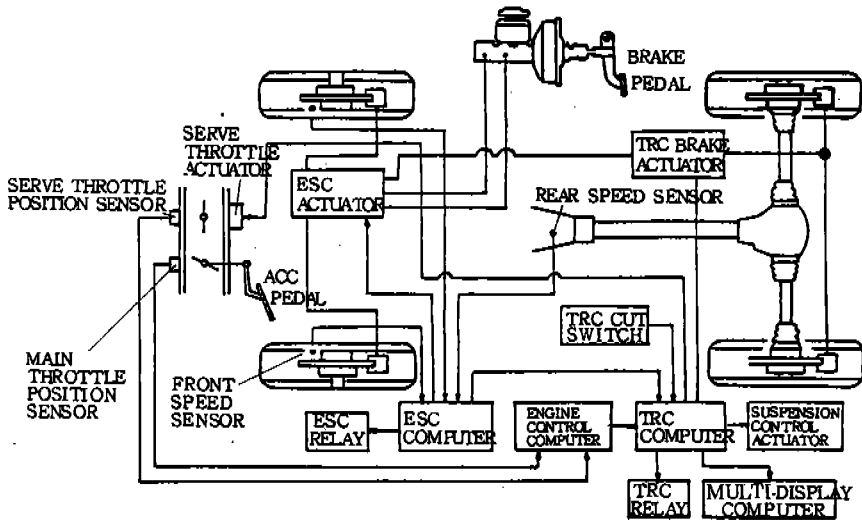 BRAKE
PEDAL
SERVE
THROTTLE
ACTUATOR
SERVE THROTTLE
POSITION SENSOR
ESC
ACTUATOR
TRC BRAKE
ACTUATOR
REAR SPEED SENSOR
ACC
PEDAL
TRC CUT
SWITCH
MAIN
THROTTLE
POSITION
SENSOR
FRONT
SPEED
SENSOR
ESC
RELAY
ESC
COMPUTER
ENGINE
CONTROL
COMPUTER
TRC
COMPUTER
SUSPENSION
CONTROL
ACTUATOR
TRC
RELAY
MULTI-DISPLAY
COMPUTER